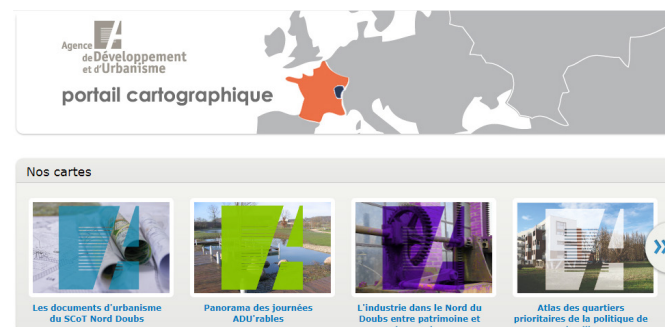 Agence
de Développement
et d'Urbanisme
portail cartographique
Nos cartes
Les documents d'urbanisme
du SCoT Nord Doubs
Panorama des journées
ADU'rables
L'industrie dans le Nord du
Doubs entre patrimoine et
Atlas des quartiers
prioritaires de la politique de